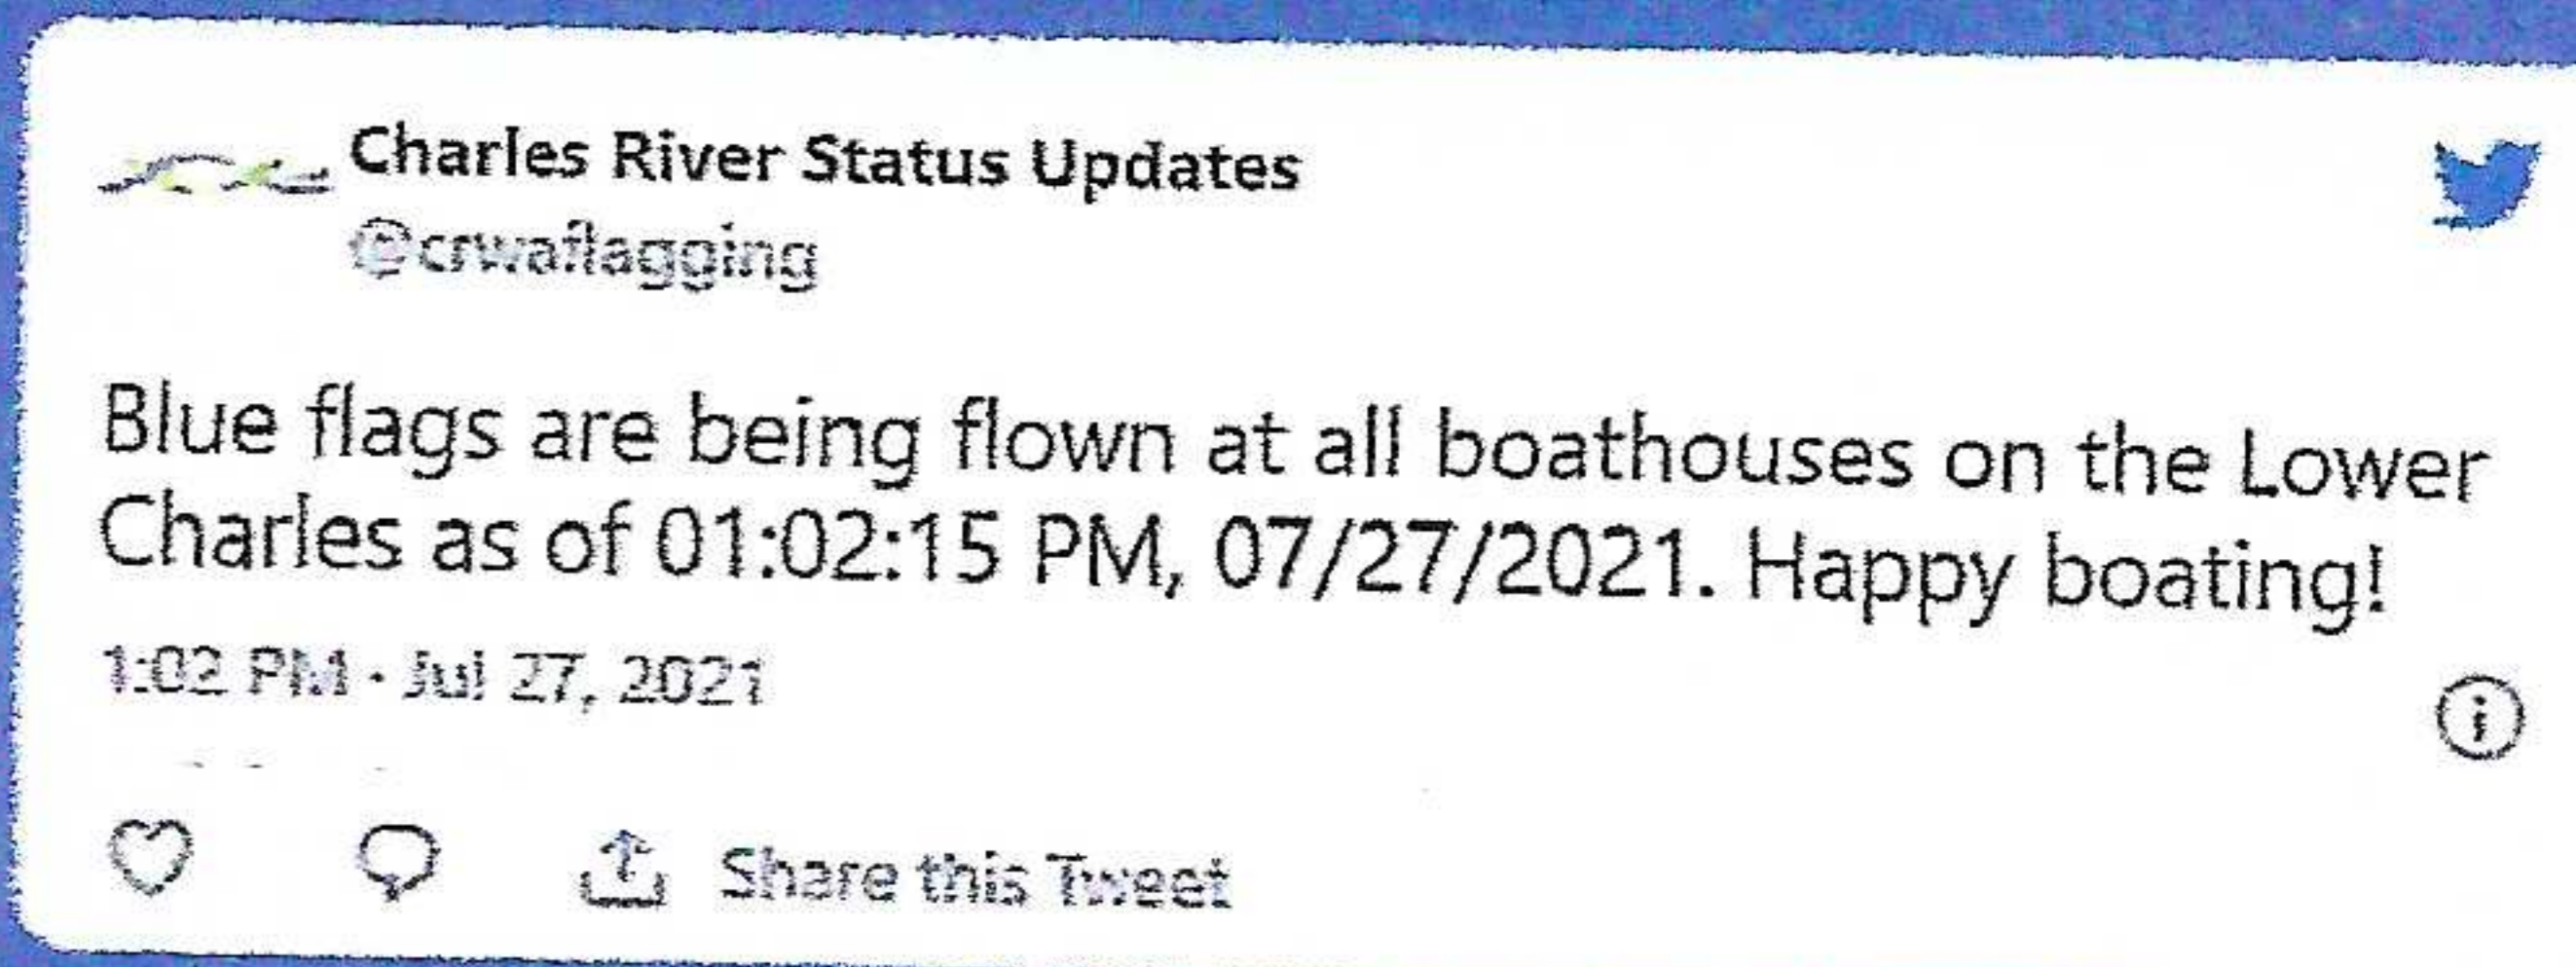 Charles River Status Updates
@crwaflagging
Blue flags are being flown at all boathouses on the Lower
Charles as of 01:02:15 PM, 07/27/2021. Happy boating!
1:02 PM · Jul 27, 2021
Share this Tweet